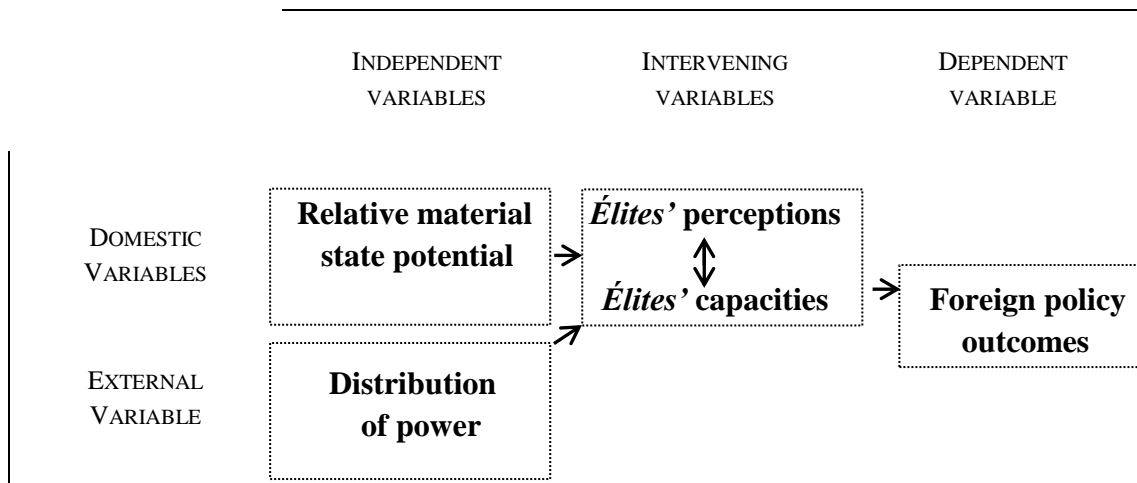 INDEPENDENT
VARIABLES
INTERVENING
VARIABLES
DEPENDENT
VARIABLE
DOMESTIC
VARIABLES
Relative material
state potential
Élites’ perceptions
Élites’ capacities
Foreign policy
outcomes
EXTERNAL
VARIABLE
Distribution
of power